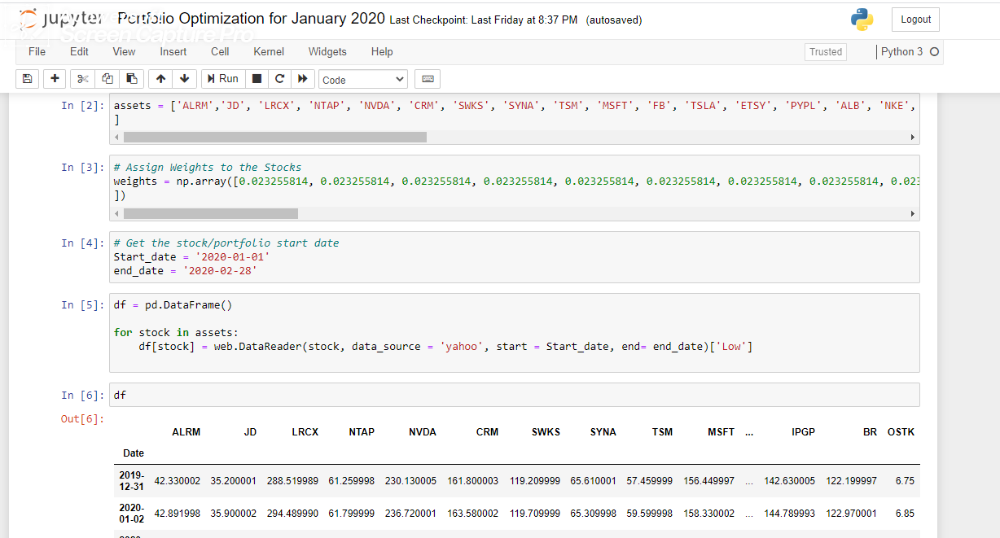 jupyter Portfolio Optimization for January 2020 Last Checkpoint: Last Friday at 8:37 PM (autosaved) Logout
Screen Capture Pro
File Edit View Insert Cell Kernel Widgets Help Trusted Python 3
Run Code
In [2]: assets = ['ALRM','JD', 'LRCX', 'NTAP', 'NVDA', 'CRM', 'SWKS', 'SYNA', 'TSM', 'MSFT', 'FB', 'TSLA', 'ETSY', 'PYPL', 'ALB', 'NKE',
]
In [3]: # Assign Weights to the Stocks
weights = np.array([0.023255814, 0.023255814, 0.023255814, 0.023255814, 0.023255814, 0.023255814, 0.023255814, 0.023255814, 0.023
])
In [4]: # Get the stock/portfolio start date
Start_date = '2020-01-01'
end_date = '2020-02-28'
In [5]: df = pd.DataFrame()
for stock in assets:
df[stock] = web.DataReader(stock, data_source = 'yahoo', start = Start_date, end= end_date)['Low']
In [6]: df
Out[6]:
ALRM JD LRCX NTAP NVDA CRM SWKS SYNA TSM MSFT ... IPGP BR OSTK
Date
2019-12-31 42.330002 35.200001 288.519989 61.259998 230.130005 161.800003 119.209999 65.610001 57.459999 156.449997 ... 142.630005 122.199997 6.75
2020-01-02 42.891998 35.900002 294.489990 61.799999 236.720001 163.580002 119.709999 65.309998 59.599998 158.330002 ... 144.789993 122.970001 6.85